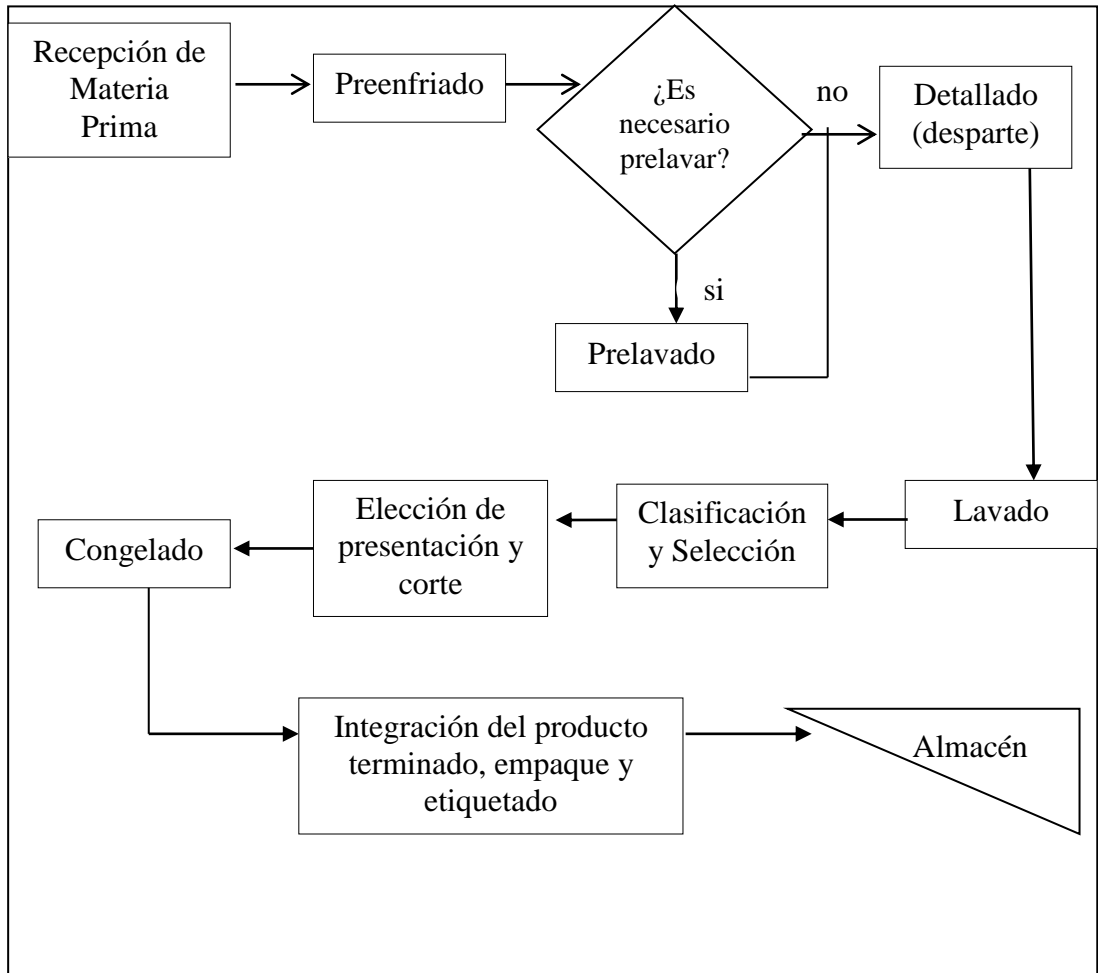 Recepción de
Materia
Prima
Preenfriado
¿Es
necesario
prelavar?
no
Detallado
(desparte)
si
Prelavado
Lavado
Clasificación
y Selección
Elección de
presentación y
corte
Congelado
Integración del producto
terminado, empaque y
etiquetado
Almacén